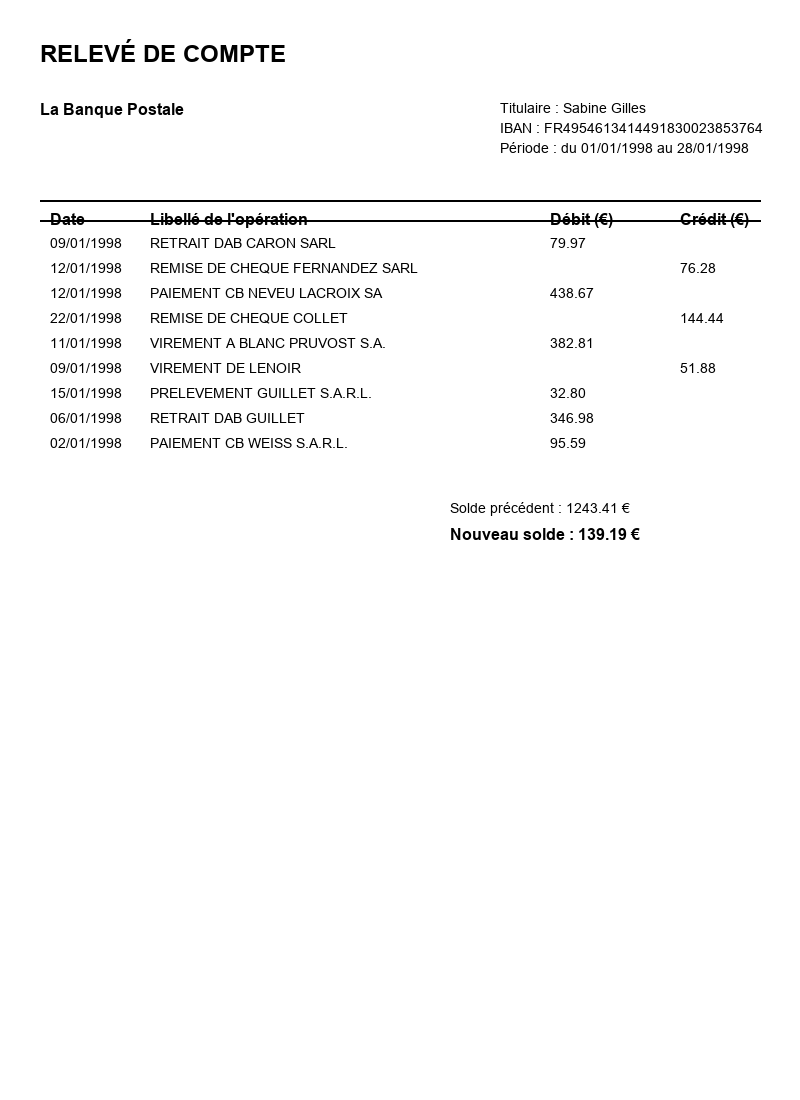 RELEVÉ DE COMPTE
La Banque Postale
Titulaire : Sabine Gilles
IBAN : FR4954613414491830023853764
Période : du 01/01/1998 au 28/01/1998
Date Libellé de l'opération Débit (€) Crédit (€)
09/01/1998 RETRAIT DAB CARON SARL 79.97
12/01/1998 REMISE DE CHEQUE FERNANDEZ SARL 76.28
12/01/1998 PAIEMENT CB NEVEU LACROIX SA 438.67
22/01/1998 REMISE DE CHEQUE COLLET 144.44
11/01/1998 VIREMENT A BLANC PRUVOST S.A. 382.81
09/01/1998 VIREMENT DE LENOIR 51.88
15/01/1998 PRELEVEMENT GUILLET S.A.R.L. 32.80
06/01/1998 RETRAIT DAB GUILLET 346.98
02/01/1998 PAIEMENT CB WEISS S.A.R.L. 95.59
Solde précédent : 1243.41 €
Nouveau solde : 139.19 €